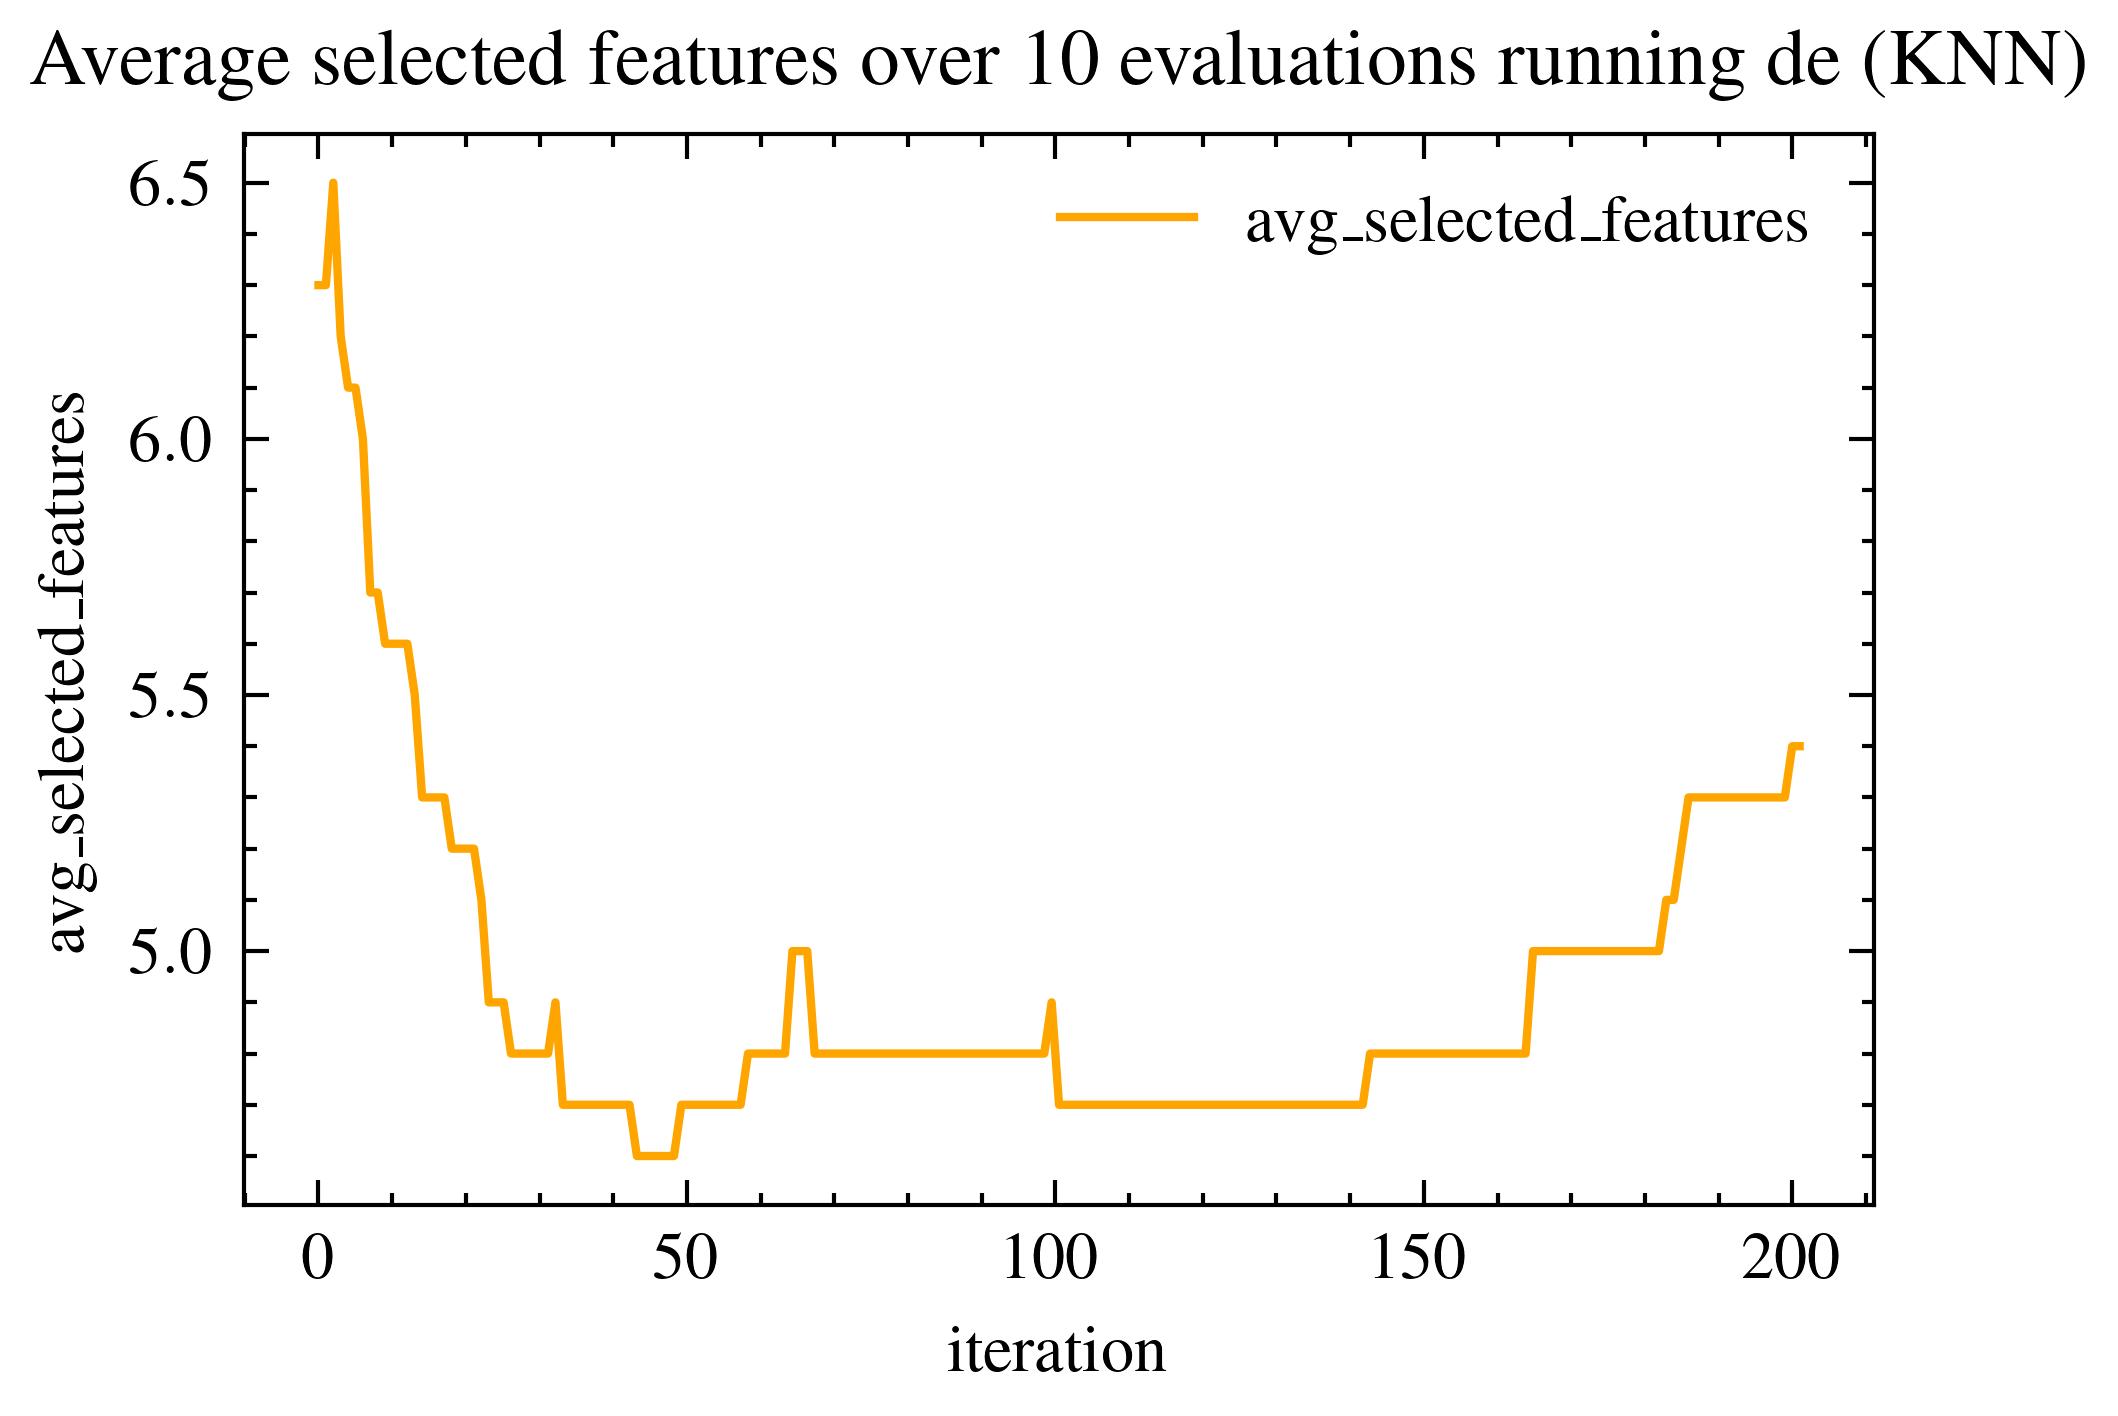 Average selected features over 10 evaluations running de (KNN)
avg_selected_features
avg_selected_features
6.5
6.0
5.5
5.0
0 50 100 150 200
iteration